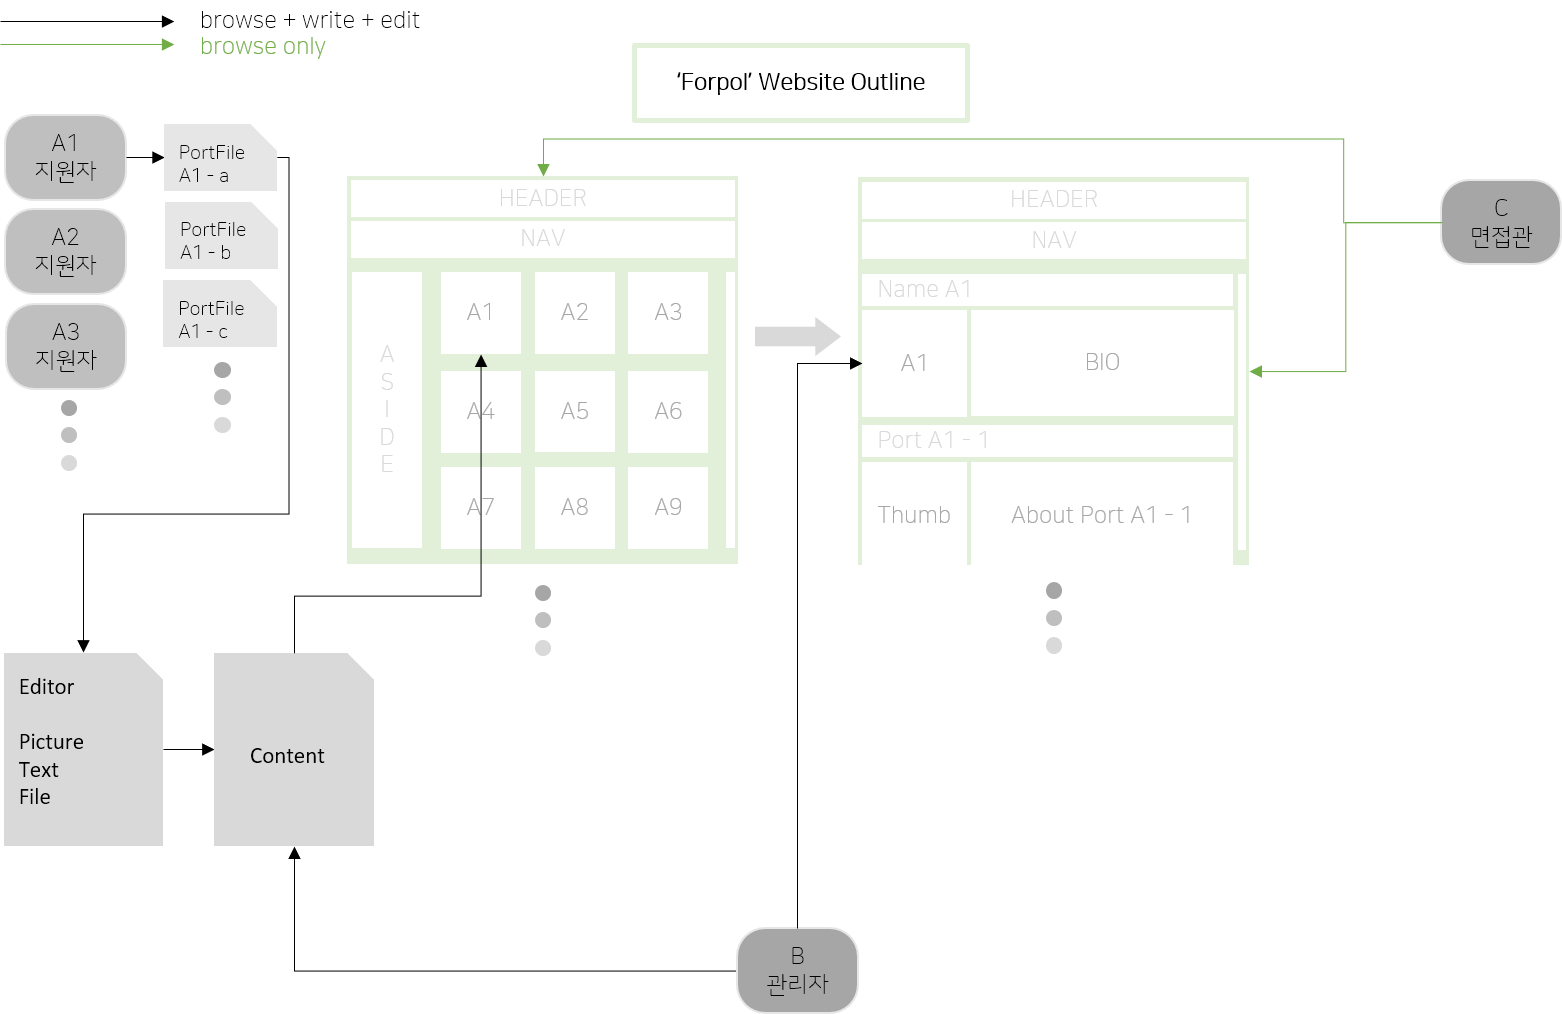 browse + write + edit
browse only
‘Forpol’ Website Outline
A1
지원자
A2
지원자
A3
지원자
PortFile
A1 - a
PortFile
A1 - b
PortFile
A1 - c
HEADER
NAV
A
S
I
D
E
A1
A2
A3
A4
A5
A6
A7
A8
A9
HEADER
NAV
Name A1
A1
BIO
Port A1 - 1
Thumb
About Port A1 - 1
C
면접관
Editor
Picture
Text
File
Content
B
관리자